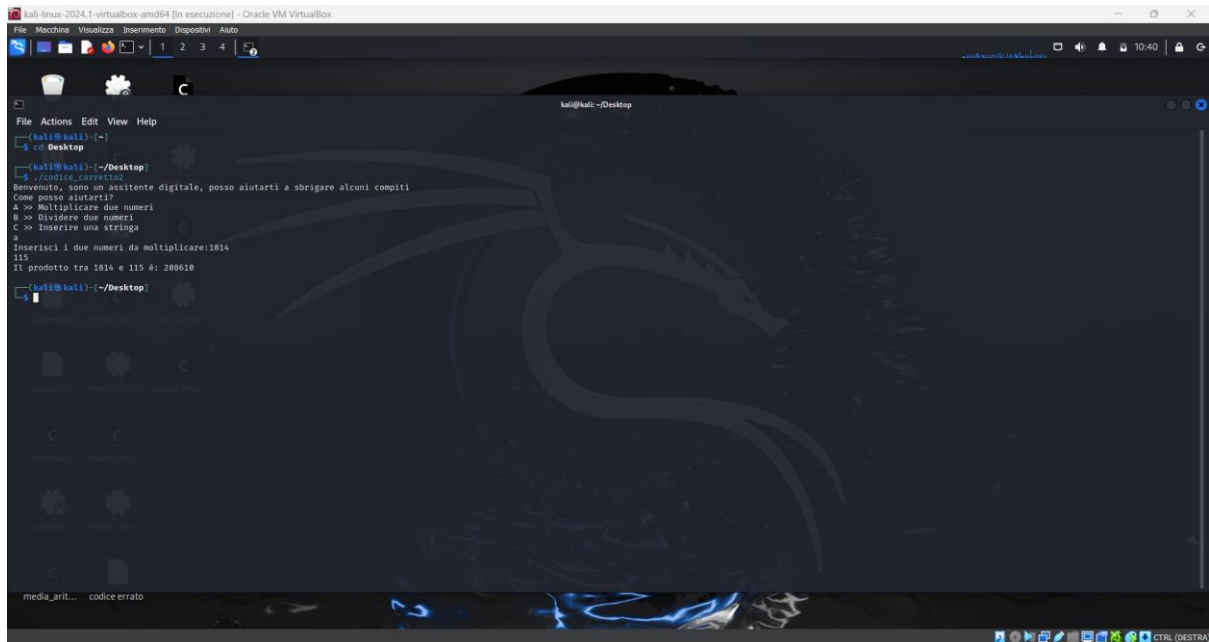 kali-linux-2024.1-virtualbox-amd64 [In esecuzione] - Oracle VM VirtualBox
File Macchina Visualizza Inserimento Dispositivi Aiuto
1 2 3 4
10:40
kali@kali: ~/Desktop
File Actions Edit View Help
(kali㉿kali)-[~]
$ cd Desktop
(kali㉿kali)-[~/Desktop]
$ ./codice_corretto2
Benvenuto, sono un assitente digitale, posso aiutarti a sbrigare alcuni compiti
Come posso aiutarti?
A >> Moltiplicare due numeri
B >> Dividere due numeri
C >> Inserire una stringa
a
Inserisci i due numeri da moltiplicare:1814
115
Il prodotto tra 1814 e 115 è: 208610
(kali㉿kali)-[~/Desktop]
$
media_arit... codice errato
CTRL (DESTRA)